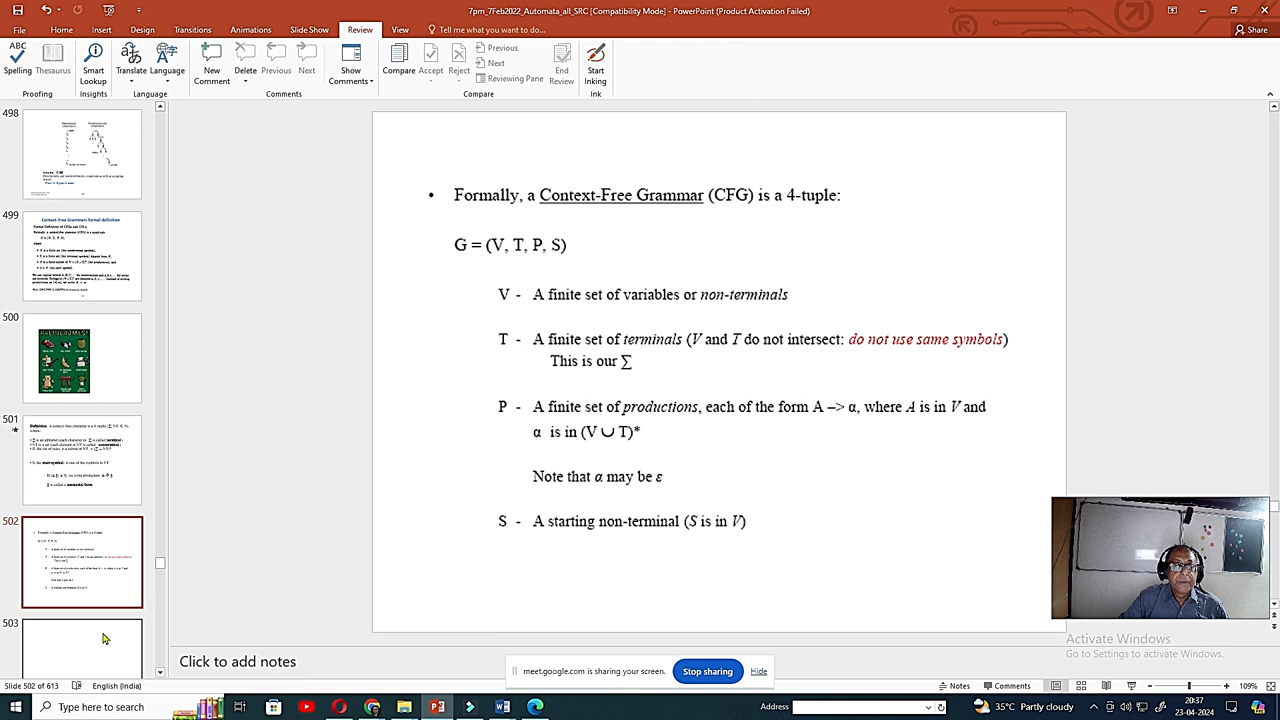 7pm_7Feb2022_Automata_all_SRC [Compatibility Mode] - PowerPoint (Product Activation Failed)
File Home Insert Design Transitions Animations Slide Show Review View Tell me what you want to do... Share
Spelling Thesaurus Smart Lookup Translate Language New Comment Delete Previous Next Show Comments Compare Accept Reject Previous Next Reviewing Pane End Review Start Inking
Proofing Insights Language Comments Compare Ink
498
499
Context-Free Grammars formal definition
500
PALINDROMES
501
502
503
• Formally, a Context-Free Grammar (CFG) is a 4-tuple:
G = (V, T, P, S)
V - A finite set of variables or non-terminals
T - A finite set of terminals (V and T do not intersect: do not use same symbols)
This is our ∑
P - A finite set of productions, each of the form A –> α, where A is in V and
α is in (V ∪ T)*
Note that α may be ε
S - A starting non-terminal (S is in V)
Activate Windows
Go to Settings to activate Windows.
Click to add notes
meet.google.com is sharing your screen. Stop sharing Hide
Slide 502 of 613 English (India) Notes Comments 109%
Type here to search Address 35°C Partly cloudy 20:37
23-04-2024